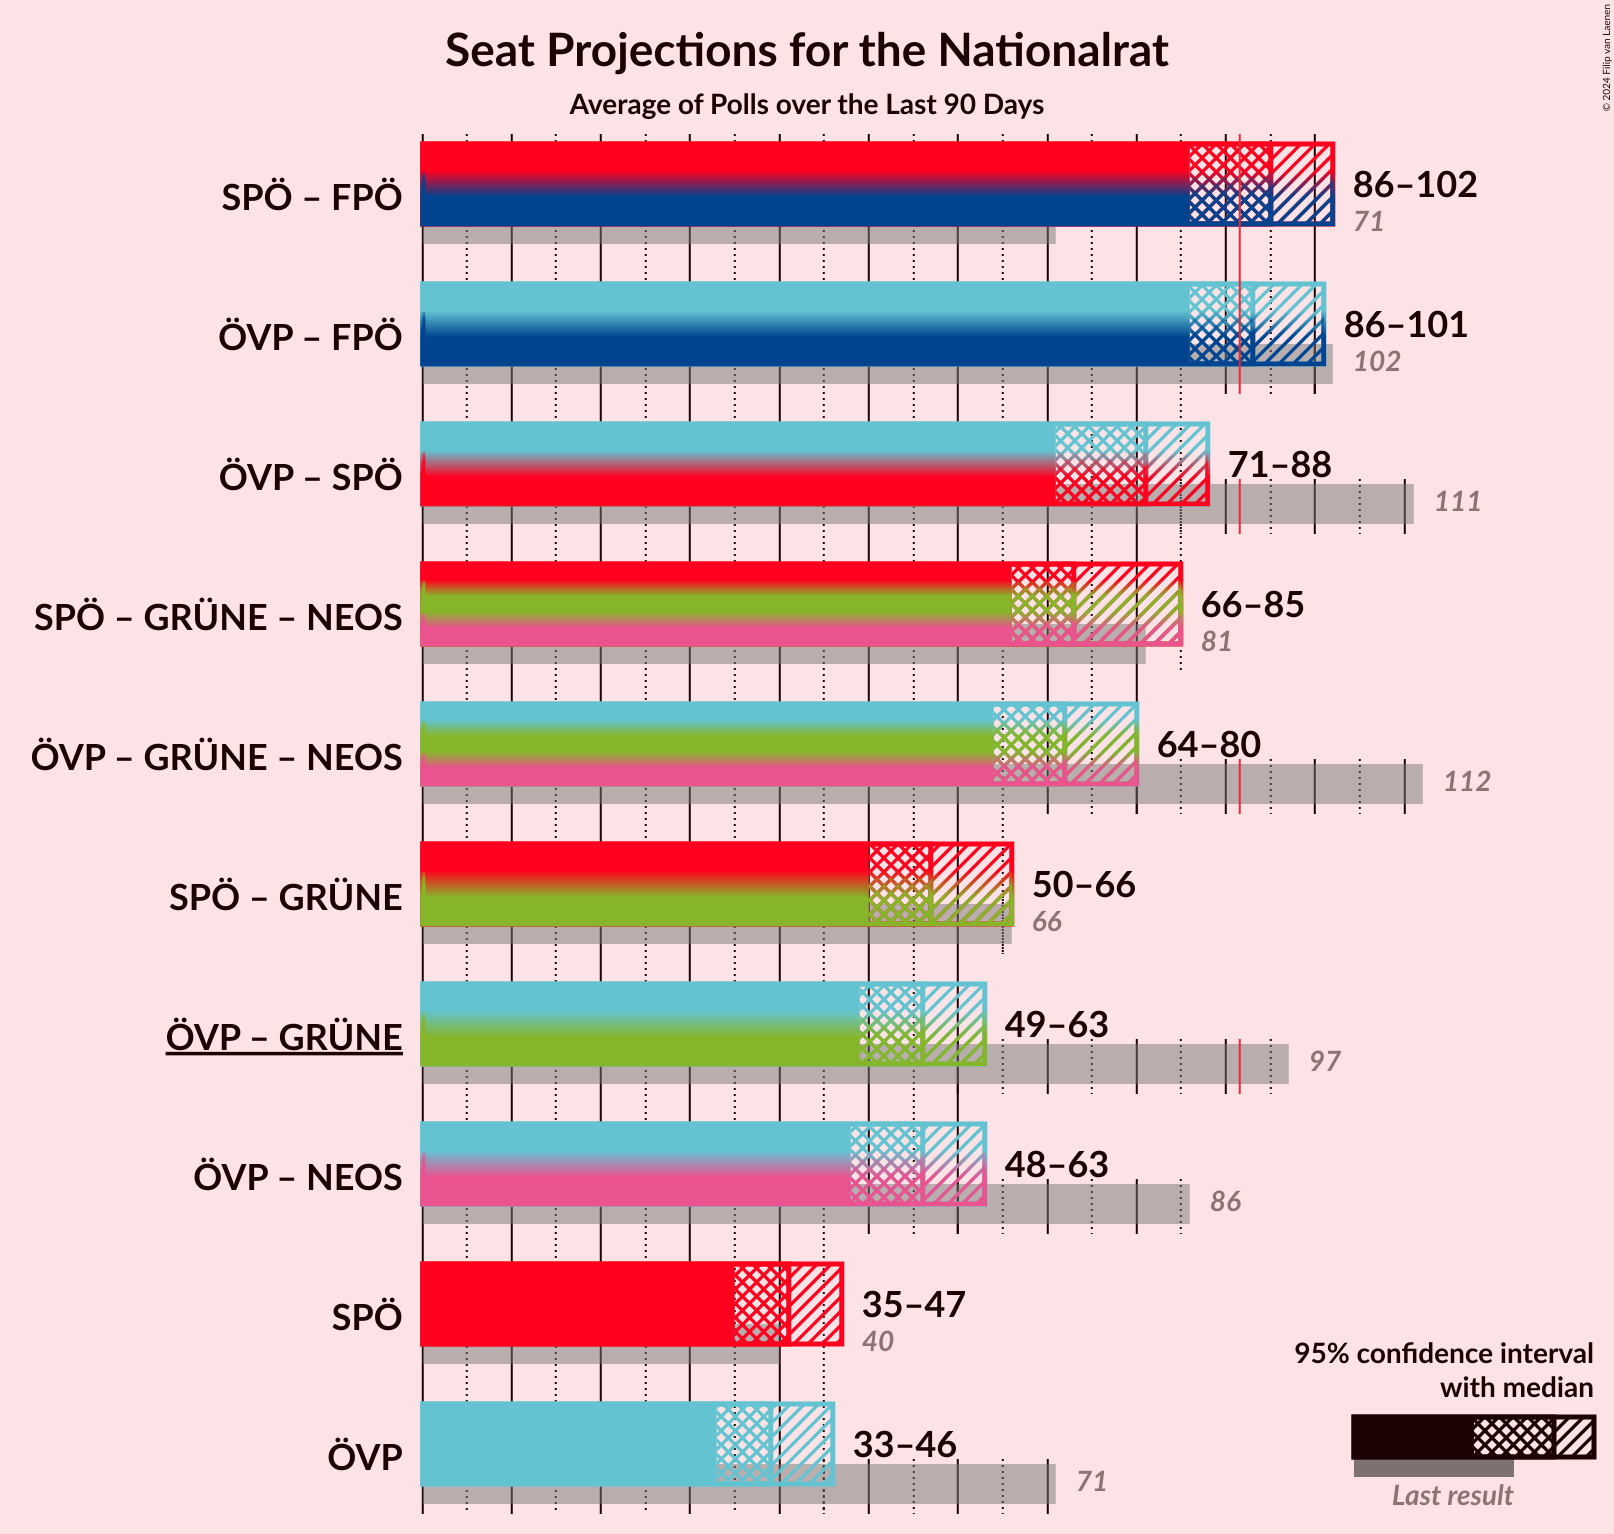 Seat Projections for the Nationalrat
Average of Polls over the Last 90 Days
© 2024 Filip van Laenen
SPÖ – FPÖ
86–102
71
ÖVP – FPÖ
86–101
102
ÖVP – SPÖ
71–88
111
SPÖ – GRÜNE – NEOS
66–85
81
ÖVP – GRÜNE – NEOS
64–80
112
SPÖ – GRÜNE
50–66
66
ÖVP – GRÜNE
49–63
97
ÖVP – NEOS
48–63
86
SPÖ
35–47
40
ÖVP
33–46
71
95% confidence interval
with median
Last result